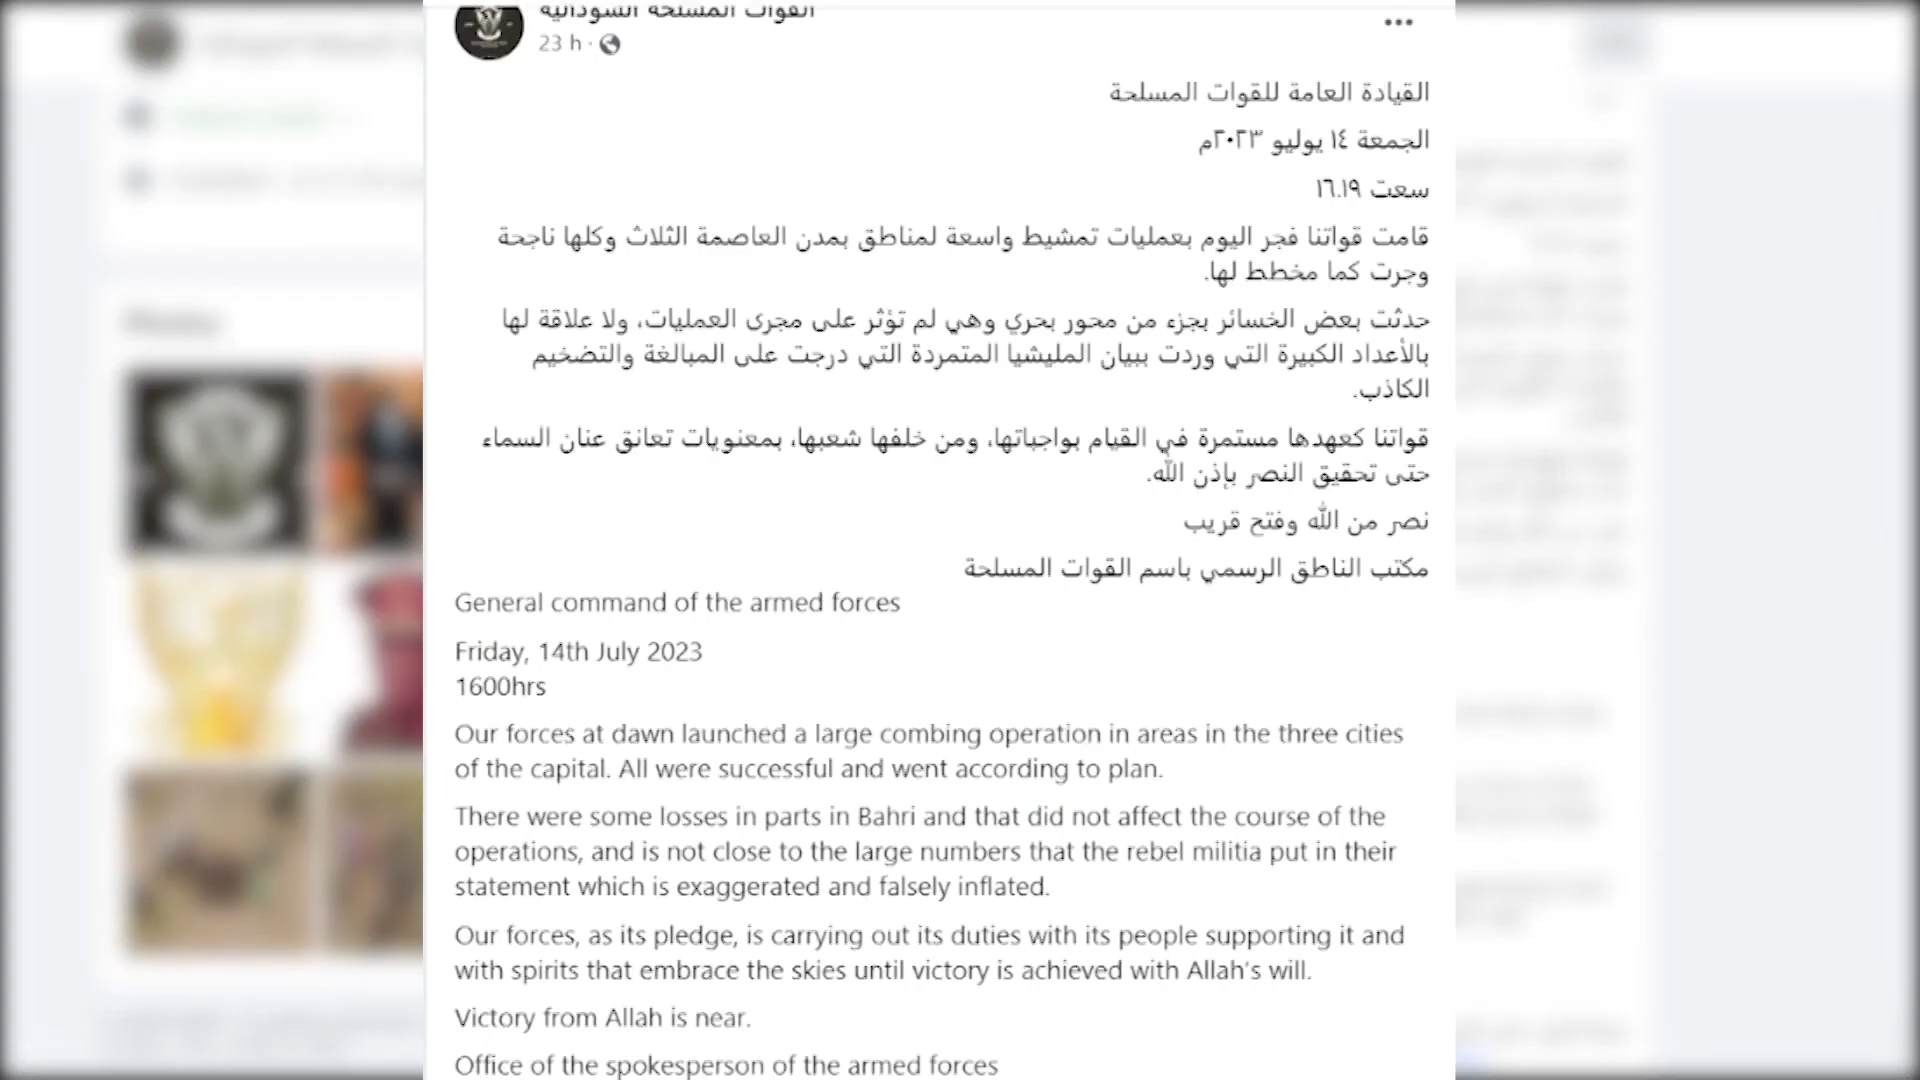 القوات المسلحة السودانية
23 h ·
القيادة العامة للقوات المسلحة
الجمعة ١٤ يوليو ٢٠٢٣م
سعت ١٦.١٩
قامت قواتنا فجر اليوم بعمليات تمشيط واسعة لمناطق بمدن العاصمة الثلاث وكلها ناجحة
وجرت كما مخطط لها.
حدثت بعض الخسائر بجزء من محور بحري وهي لم تؤثر على مجرى العمليات، ولا علاقة لها
بالأعداد الكبيرة التي وردت ببيان المليشيا المتمردة التي درجت على المبالغة والتضخيم
الكاذب.
قواتنا كعهدها مستمرة في القيام بواجباتها، ومن خلفها شعبها، بمعنويات تعانق عنان السماء
حتى تحقيق النصر بإذن الله.
نصر من الله وفتح قريب
مكتب الناطق الرسمي باسم القوات المسلحة
General command of the armed forces
Friday, 14th July 2023
1600hrs
Our forces at dawn launched a large combing operation in areas in the three cities
of the capital. All were successful and went according to plan.
There were some losses in parts in Bahri and that did not affect the course of the
operations, and is not close to the large numbers that the rebel militia put in their
statement which is exaggerated and falsely inflated.
Our forces, as its pledge, is carrying out its duties with its people supporting it and
with spirits that embrace the skies until victory is achieved with Allah's will.
Victory from Allah is near.
Office of the spokesperson of the armed forces